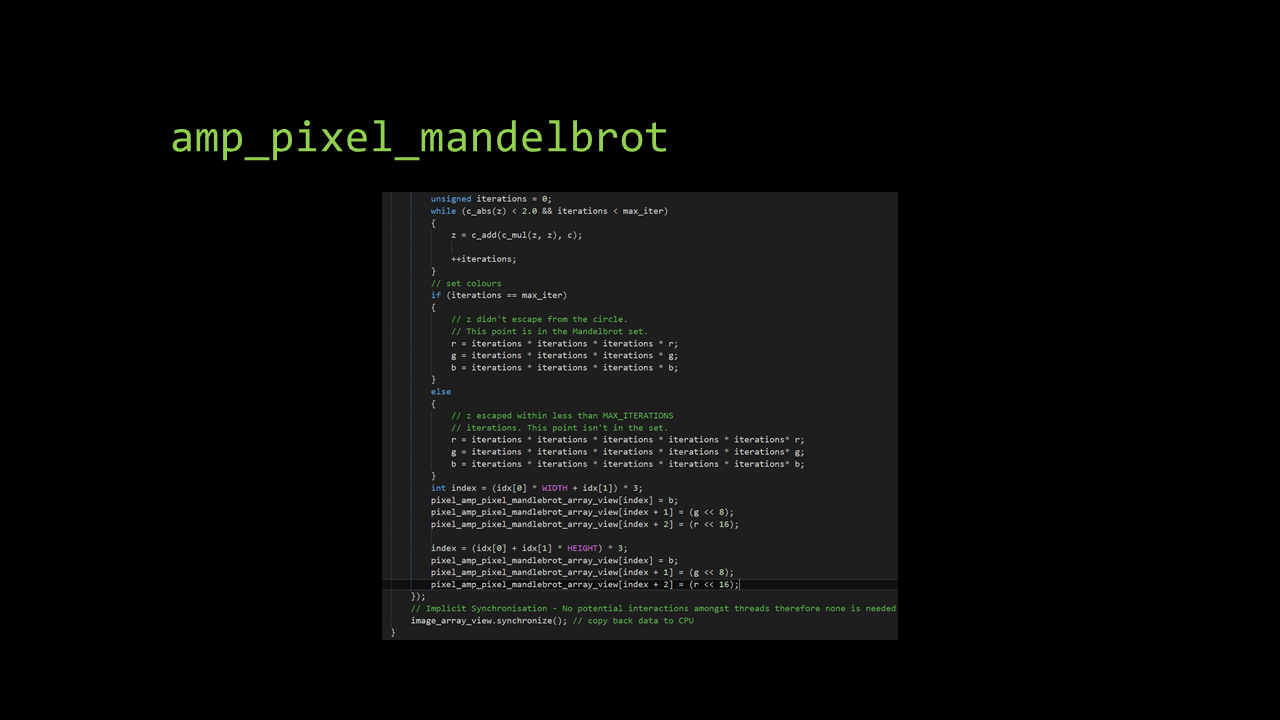 amp_pixel_mandelbrot
unsigned iterations = 0;
while (c_abs(z) < 2.0 && iterations < max_iter)
{
z = c_add(c_mul(z, z), c);
++iterations;
}
// set colours
if (iterations == max_iter)
{
// z didn't escape from the circle.
// This point is in the Mandelbrot set.
r = iterations * iterations * iterations * r;
g = iterations * iterations * iterations * g;
b = iterations * iterations * iterations * b;
}
else
{
// z escaped within less than MAX_ITERATIONS
// iterations. This point isn't in the set.
r = iterations * iterations * iterations * iterations * iterations* r;
g = iterations * iterations * iterations * iterations * iterations* g;
b = iterations * iterations * iterations * iterations * iterations* b;
}
int index = (idx[0] * WIDTH + idx[1]) * 3;
pixel_amp_pixel_mandlebrot_array_view[index] = b;
pixel_amp_pixel_mandlebrot_array_view[index + 1] = (g << 8);
pixel_amp_pixel_mandlebrot_array_view[index + 2] = (r << 16);
index = (idx[0] + idx[1] * HEIGHT) * 3;
pixel_amp_pixel_mandlebrot_array_view[index] = b;
pixel_amp_pixel_mandlebrot_array_view[index + 1] = (g << 8);
pixel_amp_pixel_mandlebrot_array_view[index + 2] = (r << 16);
});
// Implicit Synchronisation - No potential interactions amongst threads therefore none is needed
image_array_view.synchronize(); // copy back data to CPU
}